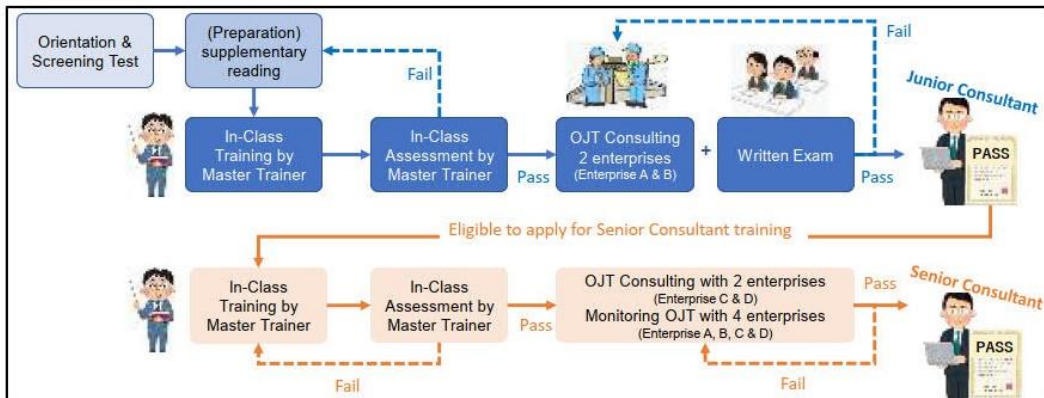 Orientation &
Screening Test
(Preparation)
supplementary
reading
Fail
Fail
Junior Consultant
In-Class
Training by
Master Trainer
In-Class
Assessment by
Master Trainer
Pass
OJT Consulting
2 enterprises
(Enterprise A & B)
+
Written Exam
Pass
PASS
Eligible to apply for Senior Consultant training
In-Class
Training by
Master Trainer
In-Class
Assessment by
Master Trainer
Pass
OJT Consulting with 2 enterprises
(Enterprise C & D)
Monitoring OJT with 4 enterprises
(Enterprise A, B, C & D)
Pass
Senior Consultant
PASS
Fail
Fail